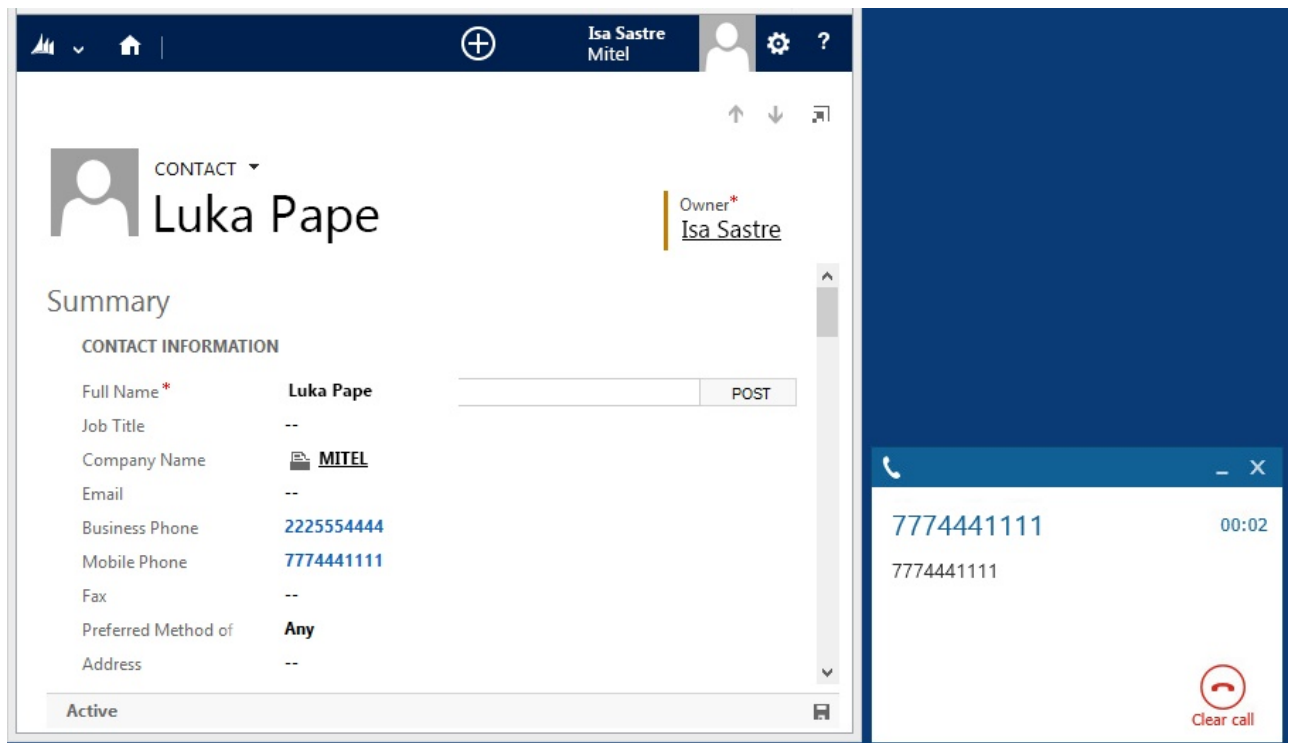 Isa Sastre
Mitel
?
CONTACT
Luka Pape
Owner*
Isa Sastre
Summary
CONTACT INFORMATION
Full Name* Luka Pape POST
Job Title --
Company Name MITEL
Email --
Business Phone 2225554444
Mobile Phone 7774441111
Fax --
Preferred Method of Any
Address --
Active
7774441111 00:02
7774441111
Clear call